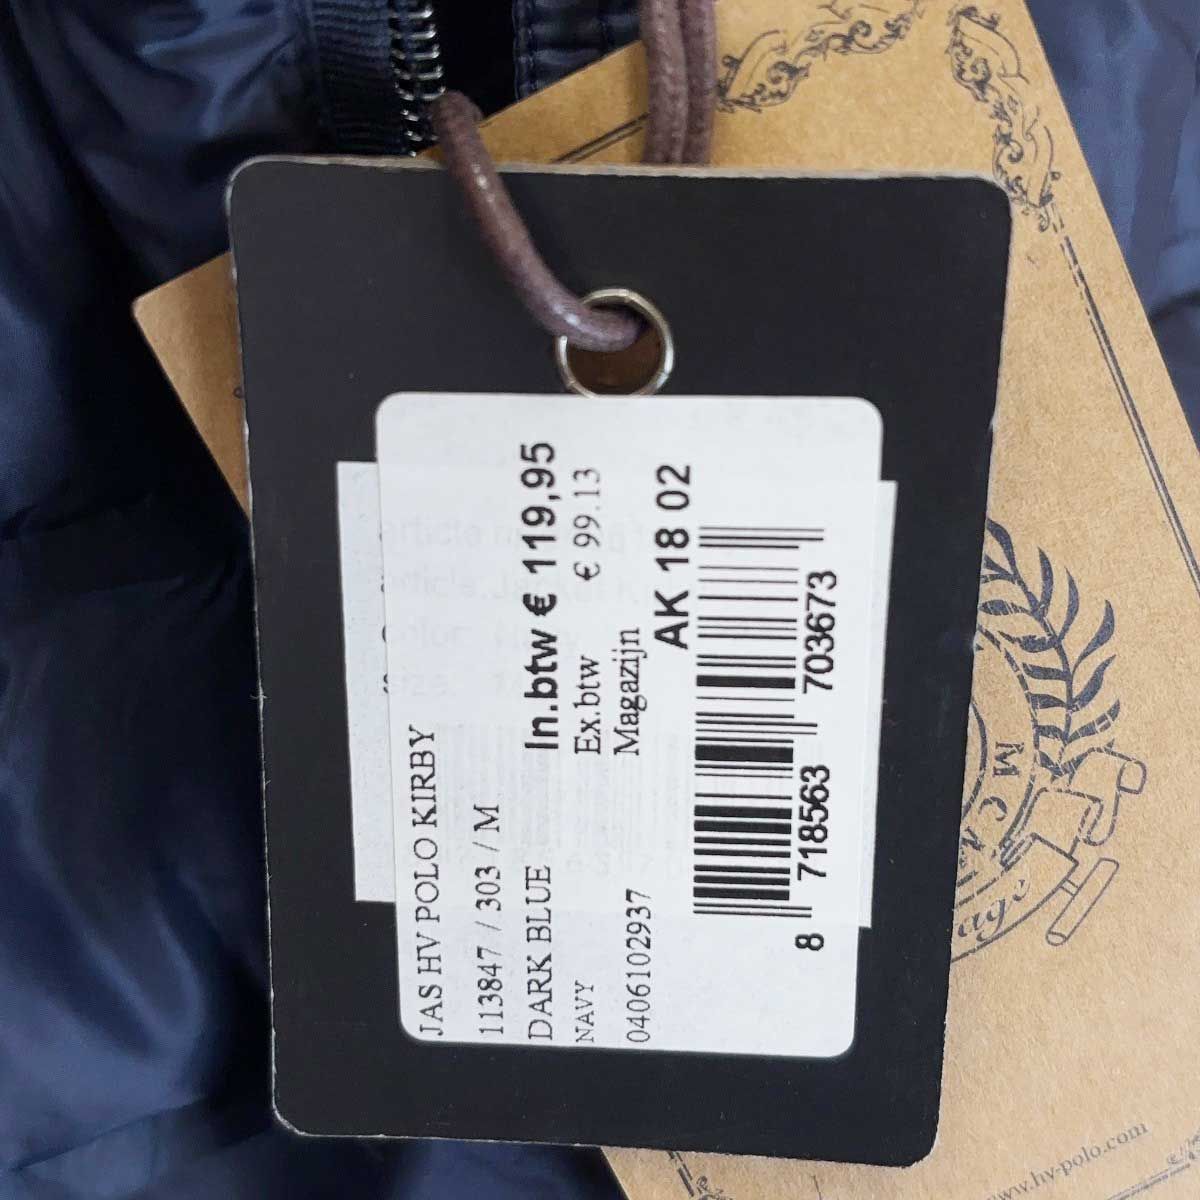 JAS HV POLO KIRBY
113847 / 303 / M
DARK BLUE
NAVY
In.btw € 119,95
Ex.btw € 99.13
Magazijn
0406102937
AK 18 02
8 718563 703673
www.hv-polo.com